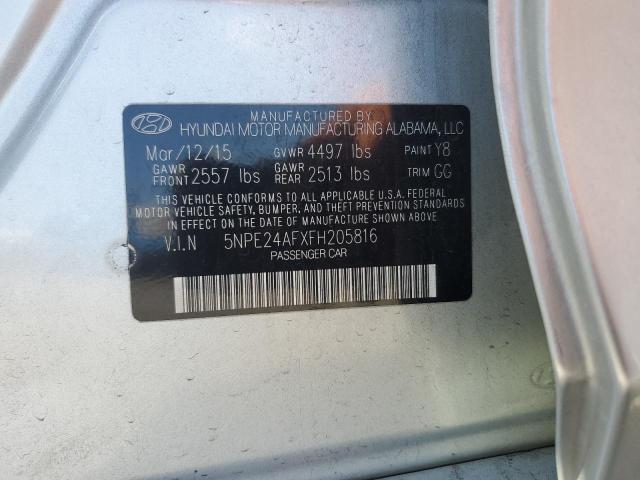 MANUFACTURED BY
HYUNDAI MOTOR MANUFACTURING ALABAMA, LLC
Mar/12/15 GVWR 4497 lbs PAINT Y8
GAWR FRONT 2557 lbs GAWR REAR 2513 lbs TRIM GG
THIS VEHICLE CONFORMS TO ALL APPLICABLE U.S.A. FEDERAL
MOTOR VEHICLE SAFETY, BUMPER, AND THEFT PREVENTION STANDARDS
IN EFFECT ON THE DATE OF MANUFACTURE SHOWN ABOVE.
V.I.N 5NPE24AFXFH205816
PASSENGER CAR